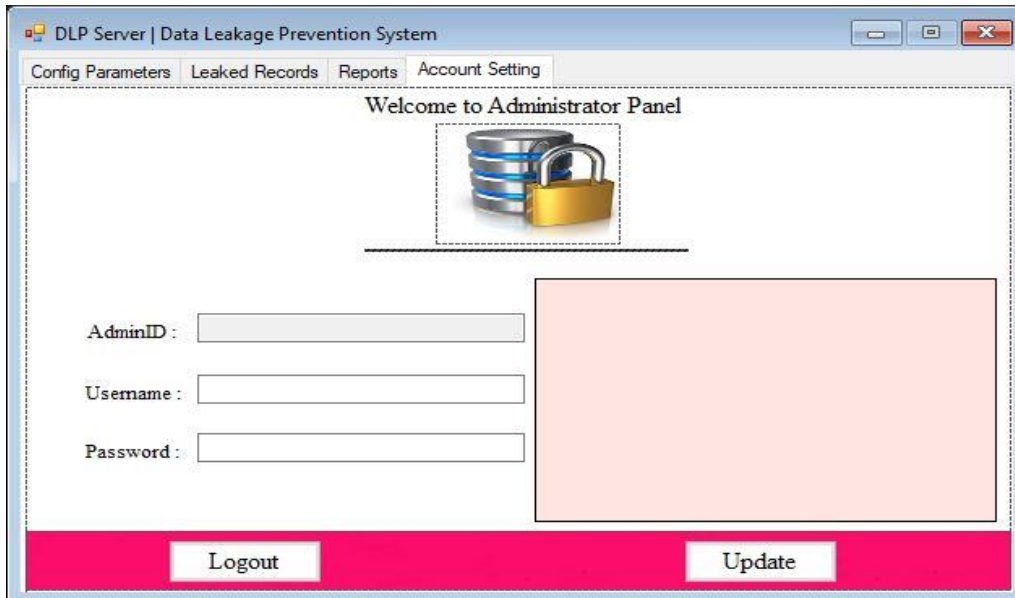 DLP Server | Data Leakage Prevention System
Config Parameters Leaked Records Reports Account Setting
Welcome to Administrator Panel
AdminID :
Username :
Password :
Logout Update